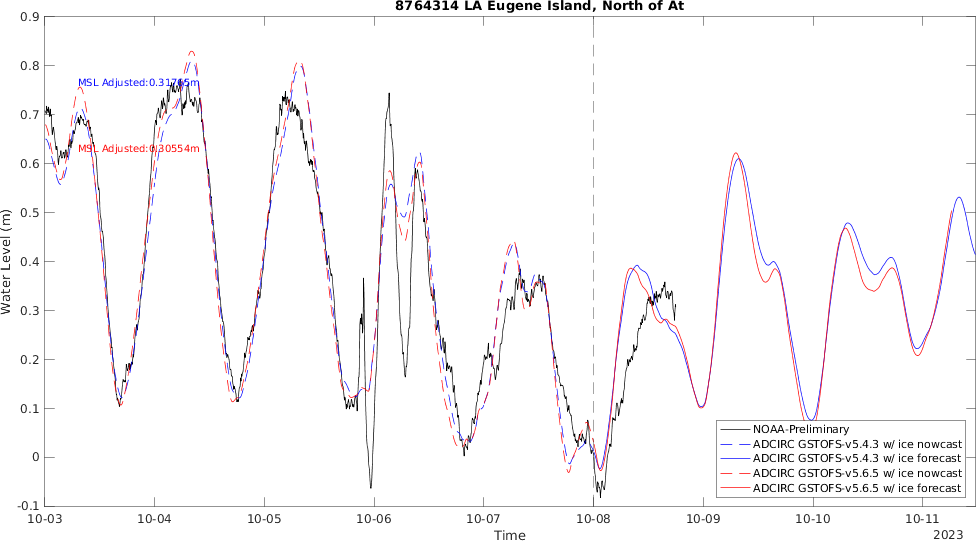 8764314 LA Eugene Island, North of At
0.9
0.8
0.7
0.6
0.5
0.4
0.3
0.2
0.1
0
-0.1
Water Level (m)
MSL Adjusted:0.31765m
MSL Adjusted:0.30554m
NOAA-Preliminary
ADCIRC GSTOFS-v5.4.3 w/ ice nowcast
ADCIRC GSTOFS-v5.4.3 w/ ice forecast
ADCIRC GSTOFS-v5.6.5 w/ ice nowcast
ADCIRC GSTOFS-v5.6.5 w/ ice forecast
10-03 10-04 10-05 10-06 10-07 10-08 10-09 10-10 10-11
Time
2023